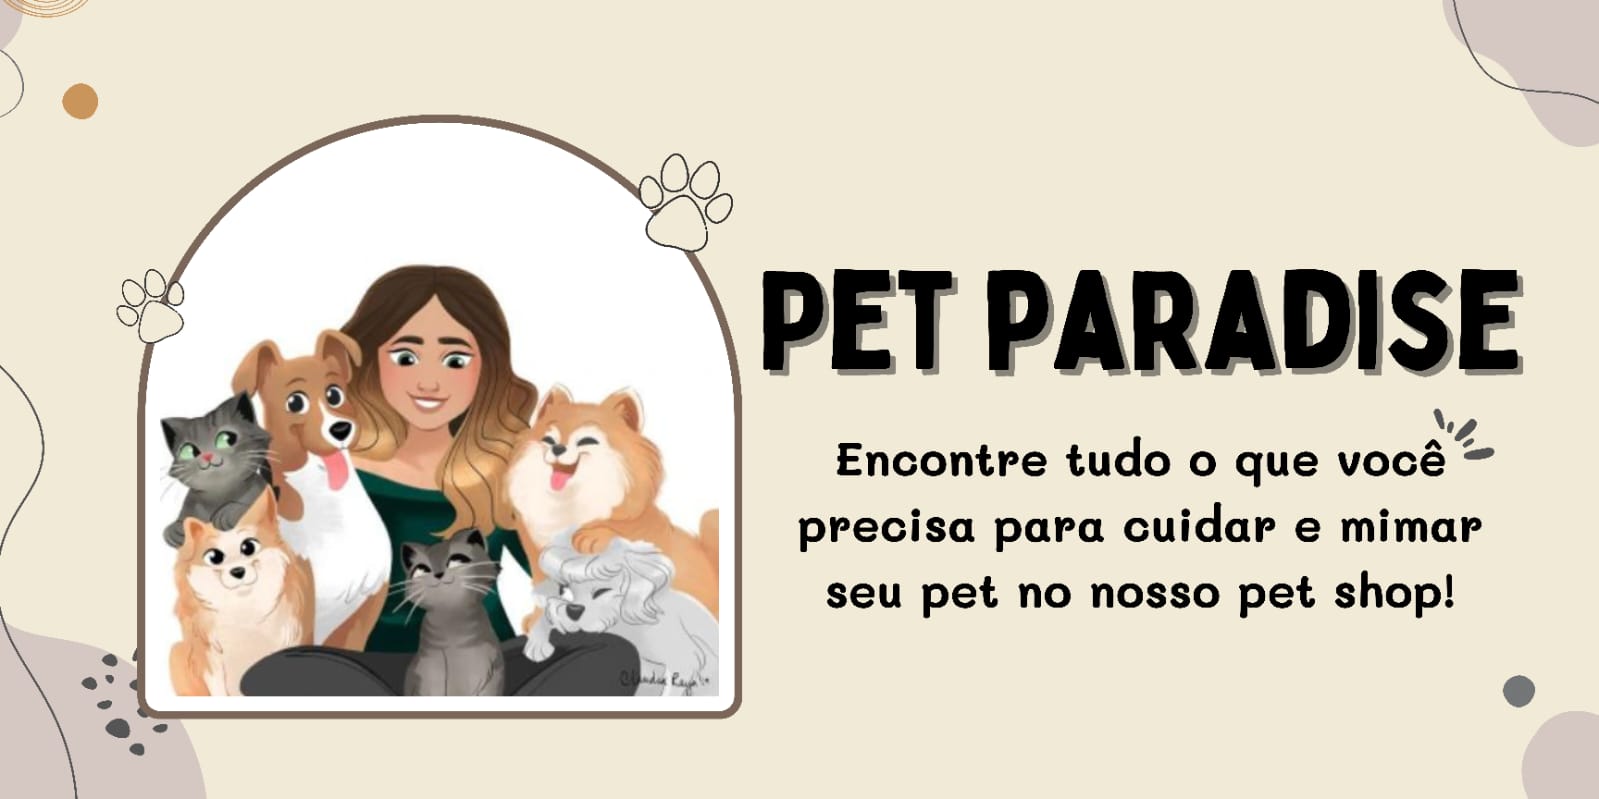 PET PARADISE
Encontre tudo o que você
precisa para cuidar e mimar
seu pet no nosso pet shop!